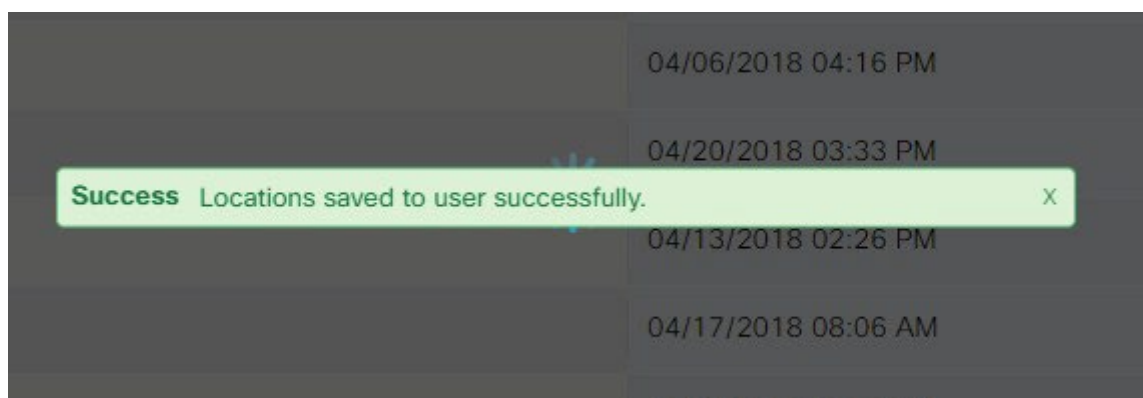 04/06/2018 04:16 PM
04/20/2018 03:33 PM
Success Locations saved to user successfully. X
04/13/2018 02:26 PM
04/17/2018 08:06 AM